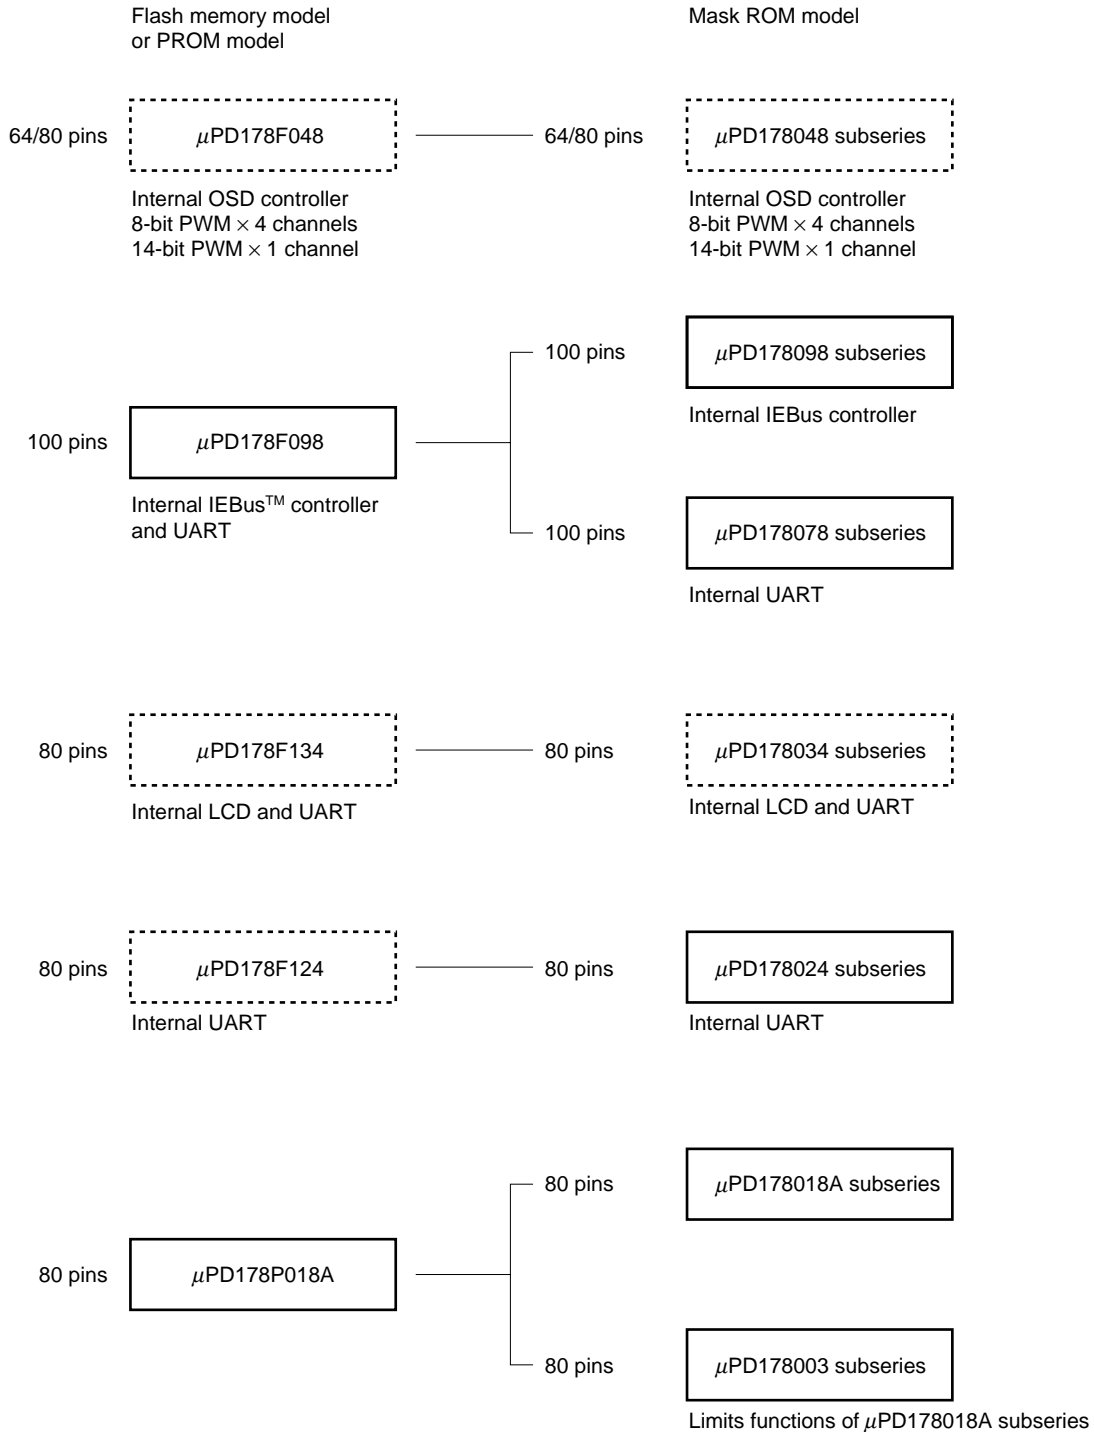 Flash memory model
or PROM model
Mask ROM model
64/80 pins
μPD178F048
64/80 pins
μPD178048 subseries
Internal OSD controller
8-bit PWM × 4 channels
14-bit PWM × 1 channel
Internal OSD controller
8-bit PWM × 4 channels
14-bit PWM × 1 channel
100 pins
μPD178F098
Internal IEBus™ controller
and UART
100 pins
μPD178098 subseries
Internal IEBus controller
100 pins
μPD178078 subseries
Internal UART
80 pins
μPD178F134
Internal LCD and UART
80 pins
μPD178034 subseries
Internal LCD and UART
80 pins
μPD178F124
Internal UART
80 pins
μPD178024 subseries
Internal UART
80 pins
μPD178P018A
80 pins
μPD178018A subseries
80 pins
μPD178003 subseries
Limits functions of μPD178018A subseries